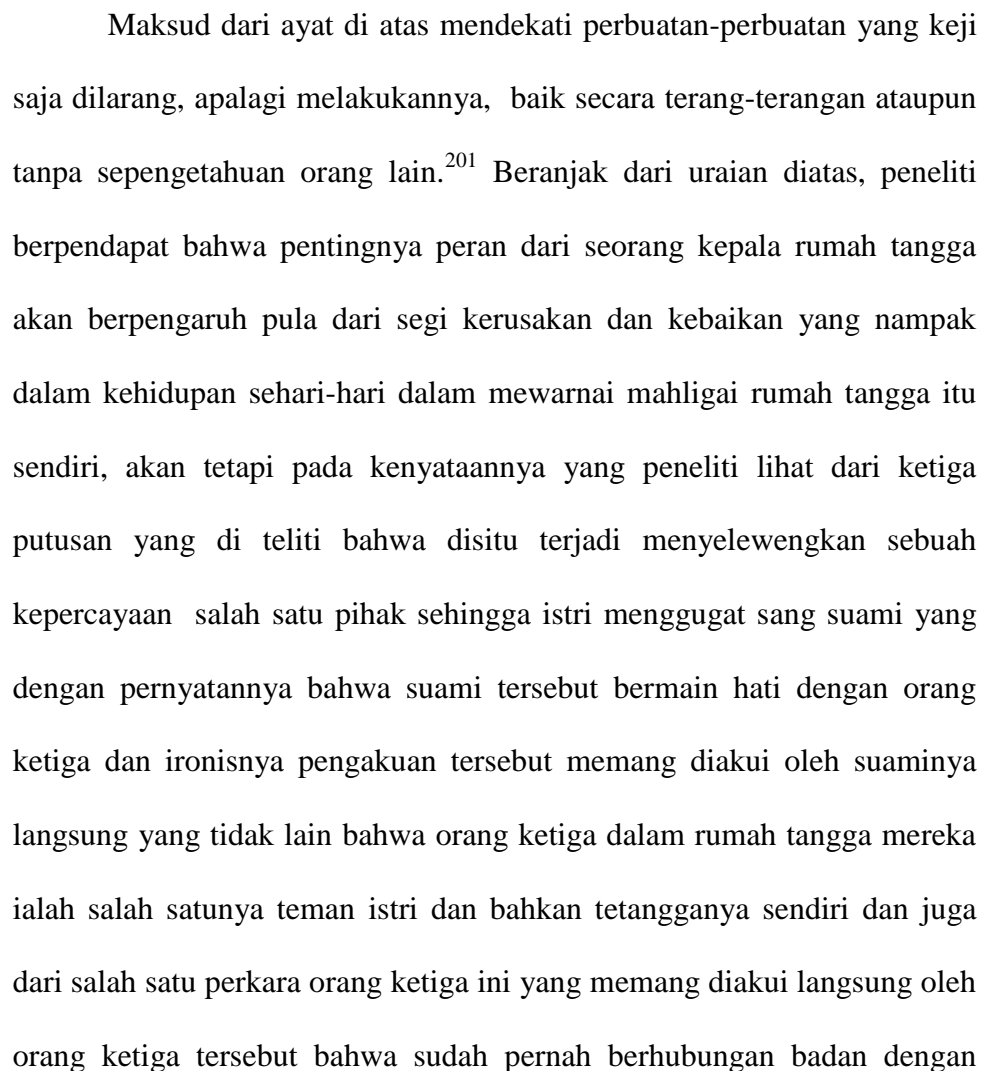 Maksud dari ayat di atas mendekati perbuatan-perbuatan yang keji
saja dilarang, apalagi melakukannya, baik secara terang-terangan ataupun
tanpa sepengetahuan orang lain.201 Beranjak dari uraian diatas, peneliti
berpendapat bahwa pentingnya peran dari seorang kepala rumah tangga
akan berpengaruh pula dari segi kerusakan dan kebaikan yang nampak
dalam kehidupan sehari-hari dalam mewarnai mahligai rumah tangga itu
sendiri, akan tetapi pada kenyataannya yang peneliti lihat dari ketiga
putusan yang di teliti bahwa disitu terjadi menyelewengkan sebuah
kepercayaan salah satu pihak sehingga istri menggugat sang suami yang
dengan pernyatannya bahwa suami tersebut bermain hati dengan orang
ketiga dan ironisnya pengakuan tersebut memang diakui oleh suaminya
langsung yang tidak lain bahwa orang ketiga dalam rumah tangga mereka
ialah salah satunya teman istri dan bahkan tetangganya sendiri dan juga
dari salah satu perkara orang ketiga ini yang memang diakui langsung oleh
orang ketiga tersebut bahwa sudah pernah berhubungan badan dengan